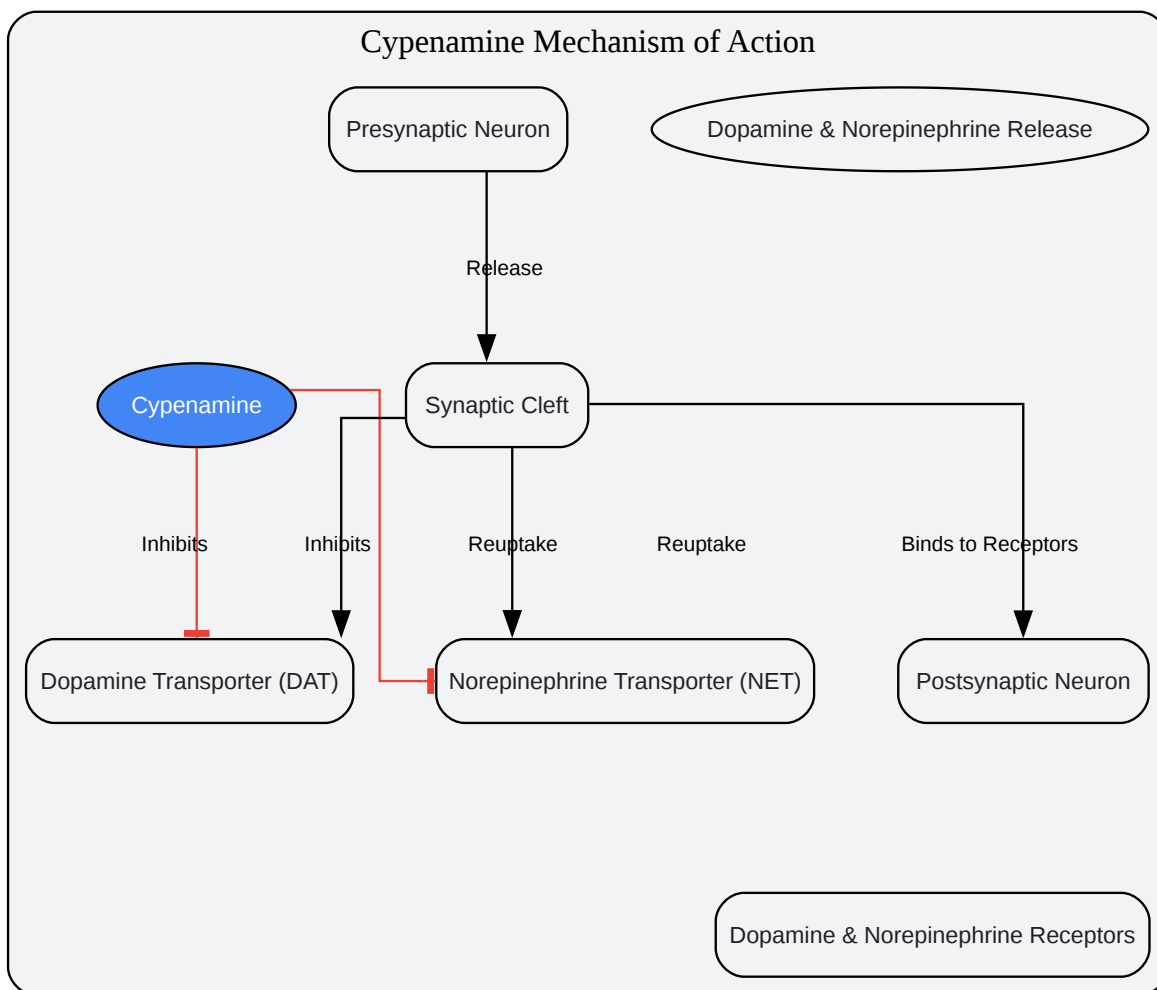 Cypenamine Mechanism of Action
Presynaptic Neuron
Dopamine & Norepinephrine Release
Release
Cypenamine
Synaptic Cleft
Inhibits
Inhibits
Reuptake
Reuptake
Binds to Receptors
Dopamine Transporter (DAT)
Norepinephrine Transporter (NET)
Postsynaptic Neuron
Dopamine & Norepinephrine Receptors